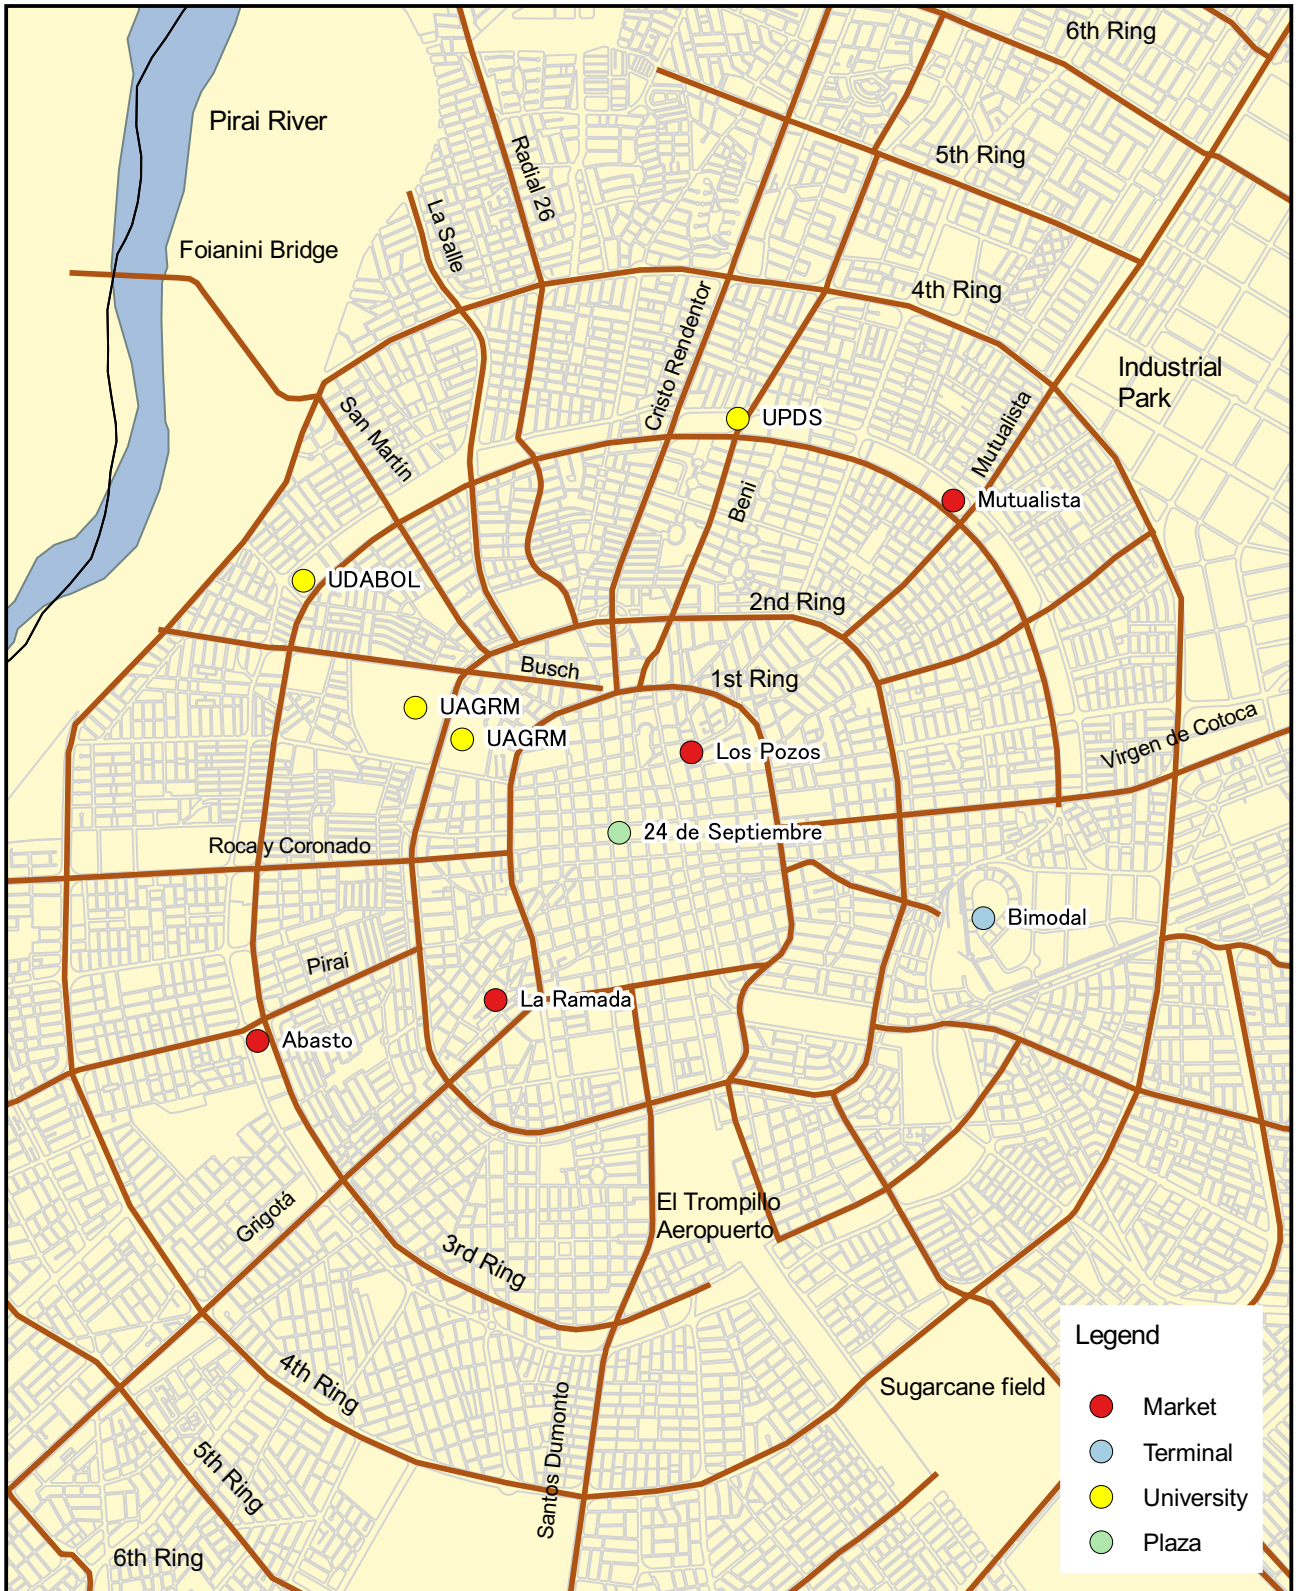 6th Ring
Pirai River
5th Ring
Radial 26
La Salle
Foianini Bridge
4th Ring
Cristo Rendentor
Industrial
Park
San Martín
UPDS
Mutualista
Mutualista
Beni
UDABOL
2nd Ring
Busch
1st Ring
UAGRM
UAGRM
Virgen de Cotoca
Los Pozos
24 de Septiembre
Roca y Coronado
Bimodal
Piraí
La Ramada
Abasto
El Trompillo
Aeropuerto
Grigotá
3rd Ring
Legend
4th Ring
Sugarcane field
Market
Santos Dumonto
Terminal
5th Ring
University
Plaza
6th Ring